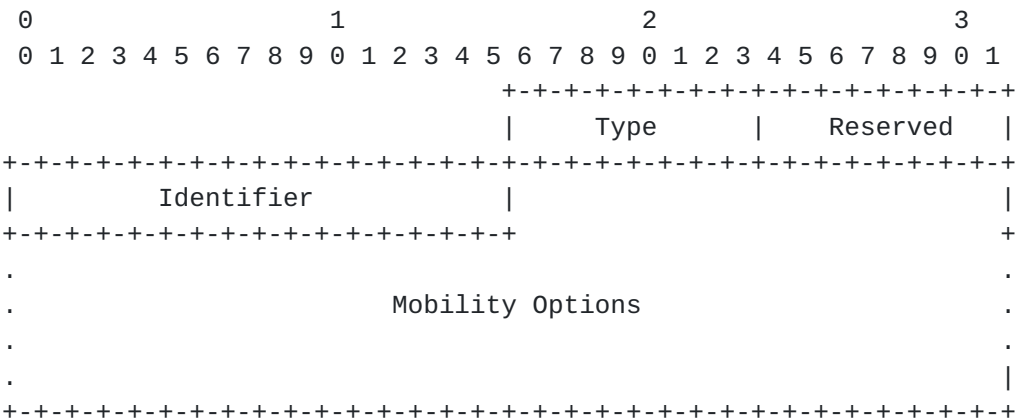 0                   1                   2                   3
 0 1 2 3 4 5 6 7 8 9 0 1 2 3 4 5 6 7 8 9 0 1 2 3 4 5 6 7 8 9 0 1
                                +-+-+-+-+-+-+-+-+-+-+-+-+-+-+-+-+
                                |     Type      |    Reserved   |
+-+-+-+-+-+-+-+-+-+-+-+-+-+-+-+-+-+-+-+-+-+-+-+-+-+-+-+-+-+-+-+-+
|          Identifier            |                               |
+-+-+-+-+-+-+-+-+-+-+-+-+-+-+-+-+                               +
.                                                               .
.                        Mobility Options                       .
.                                                               .
.                                                               |
+-+-+-+-+-+-+-+-+-+-+-+-+-+-+-+-+-+-+-+-+-+-+-+-+-+-+-+-+-+-+-+-+